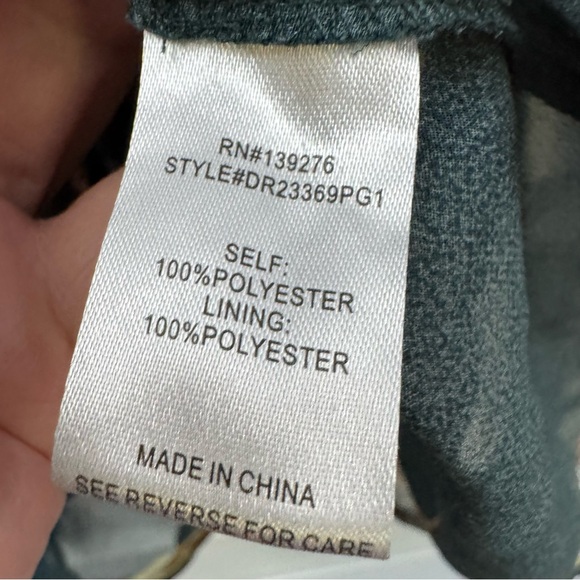 RN#139276
STYLE#DR23369PG1
SELF:
100%POLYESTER
LINING:
100%POLYESTER
MADE IN CHINA
SEE REVERSE FOR CARE